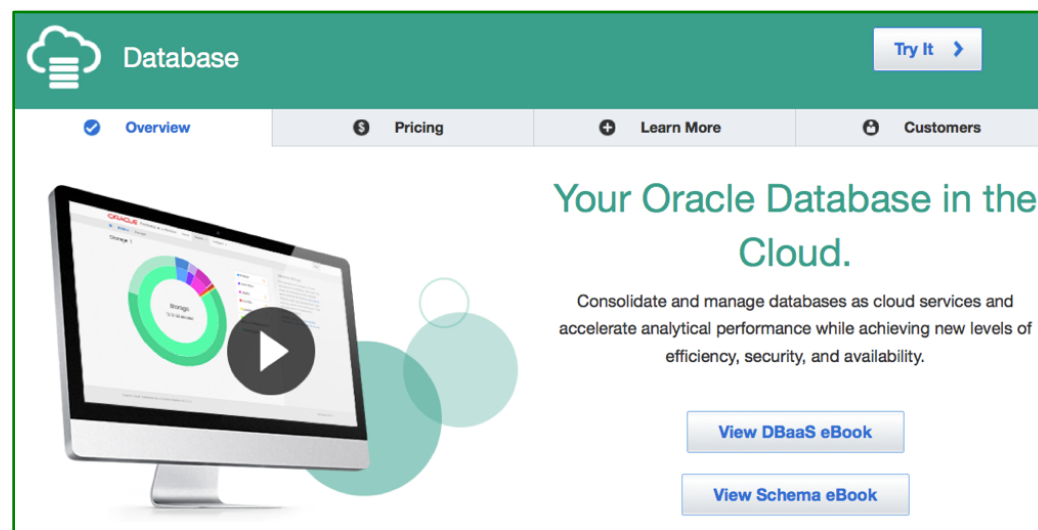 Database
Try It
Overview
Pricing
Learn More
Customers
Your Oracle Database in the
Cloud.
Consolidate and manage databases as cloud services and
accelerate analytical performance while achieving new levels of
efficiency, security, and availability.
View DBaaS eBook
View Schema eBook
ORACLE
Storage 1
Storage